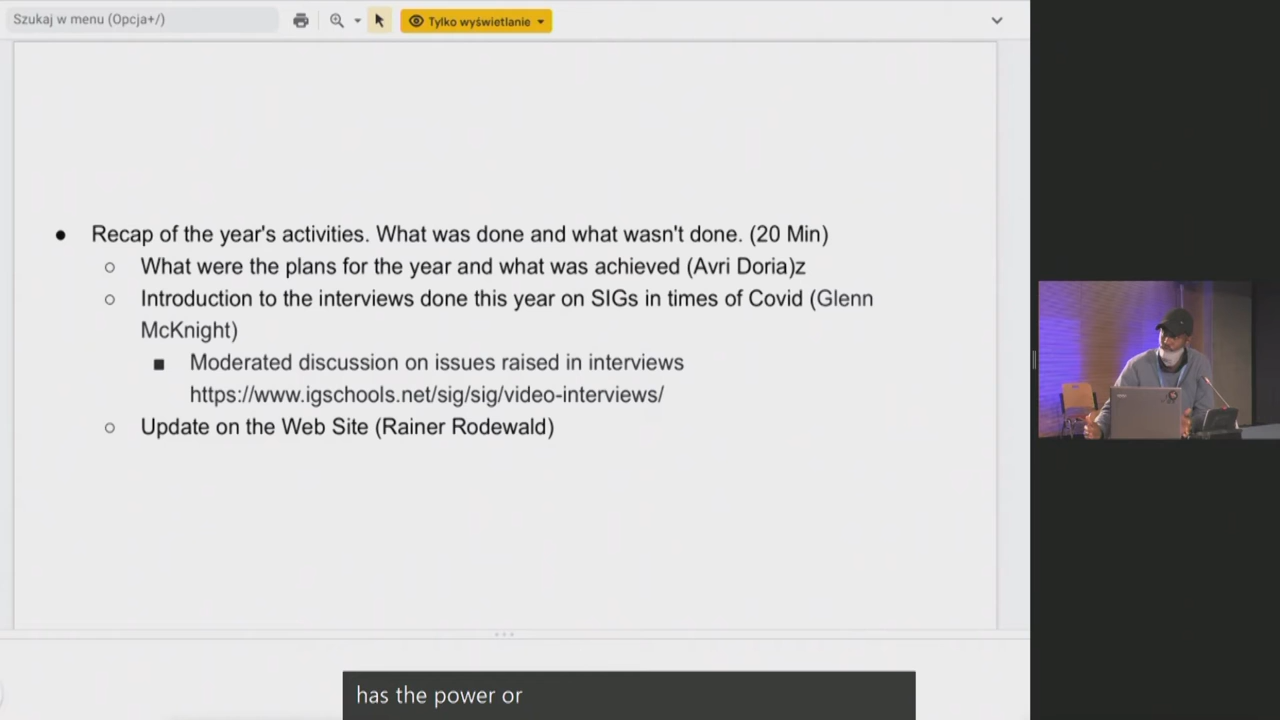 Szukaj w menu (Opcja+/)
Tylko wyświetlanie
● Recap of the year's activities. What was done and what wasn't done. (20 Min)
○ What were the plans for the year and what was achieved (Avri Doria)z
○ Introduction to the interviews done this year on SIGs in times of Covid (Glenn
McKnight)
■ Moderated discussion on issues raised in interviews
https://www.igschools.net/sig/sig/video-interviews/
○ Update on the Web Site (Rainer Rodewald)
has the power or